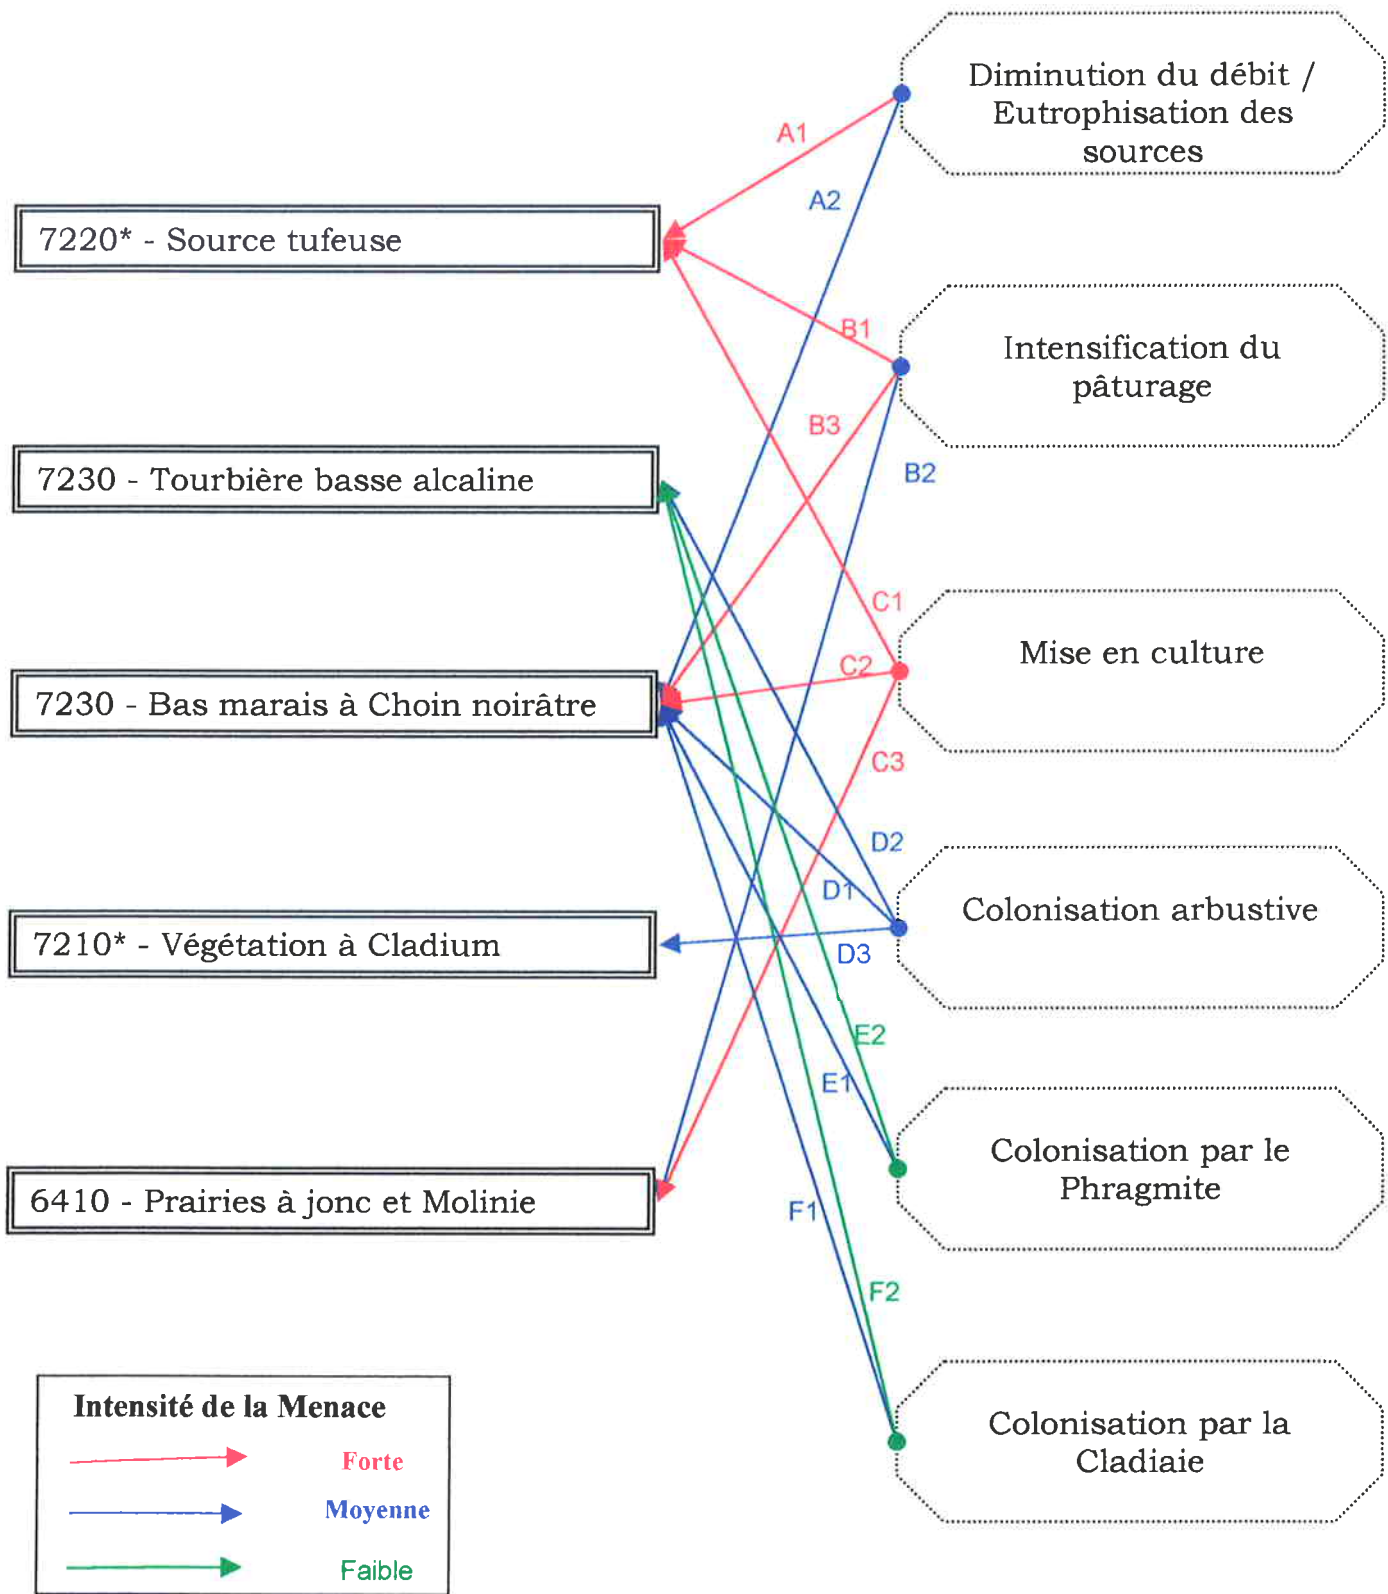 Diminution du débit /
Eutrophisation des
sources
A1
A2
7220* - Source tufeuse
B1
Intensification du
pâturage
B3
B2
7230 - Tourbière basse alcaline
C1
C2
Mise en culture
7230 - Bas marais à Choin noirâtre
C3
D2
D1
Colonisation arbustive
7210* - Végétation à Cladium
D3
E2
E1
Colonisation par le
Phragmite
6410 - Prairies à jonc et Molinie
F1
F2
Colonisation par la
Cladiaie
Intensité de la Menace
Forte
Moyenne
Faible